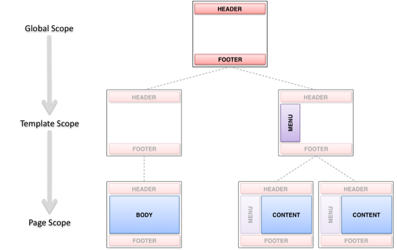 Global Scope
HEADER
FOOTER
Template Scope
HEADER
FOOTER
HEADER
MENU
FOOTER
Page Scope
HEADER
BODY
FOOTER
HEADER
MENU
CONTENT
FOOTER
HEADER
MENU
CONTENT
FOOTER